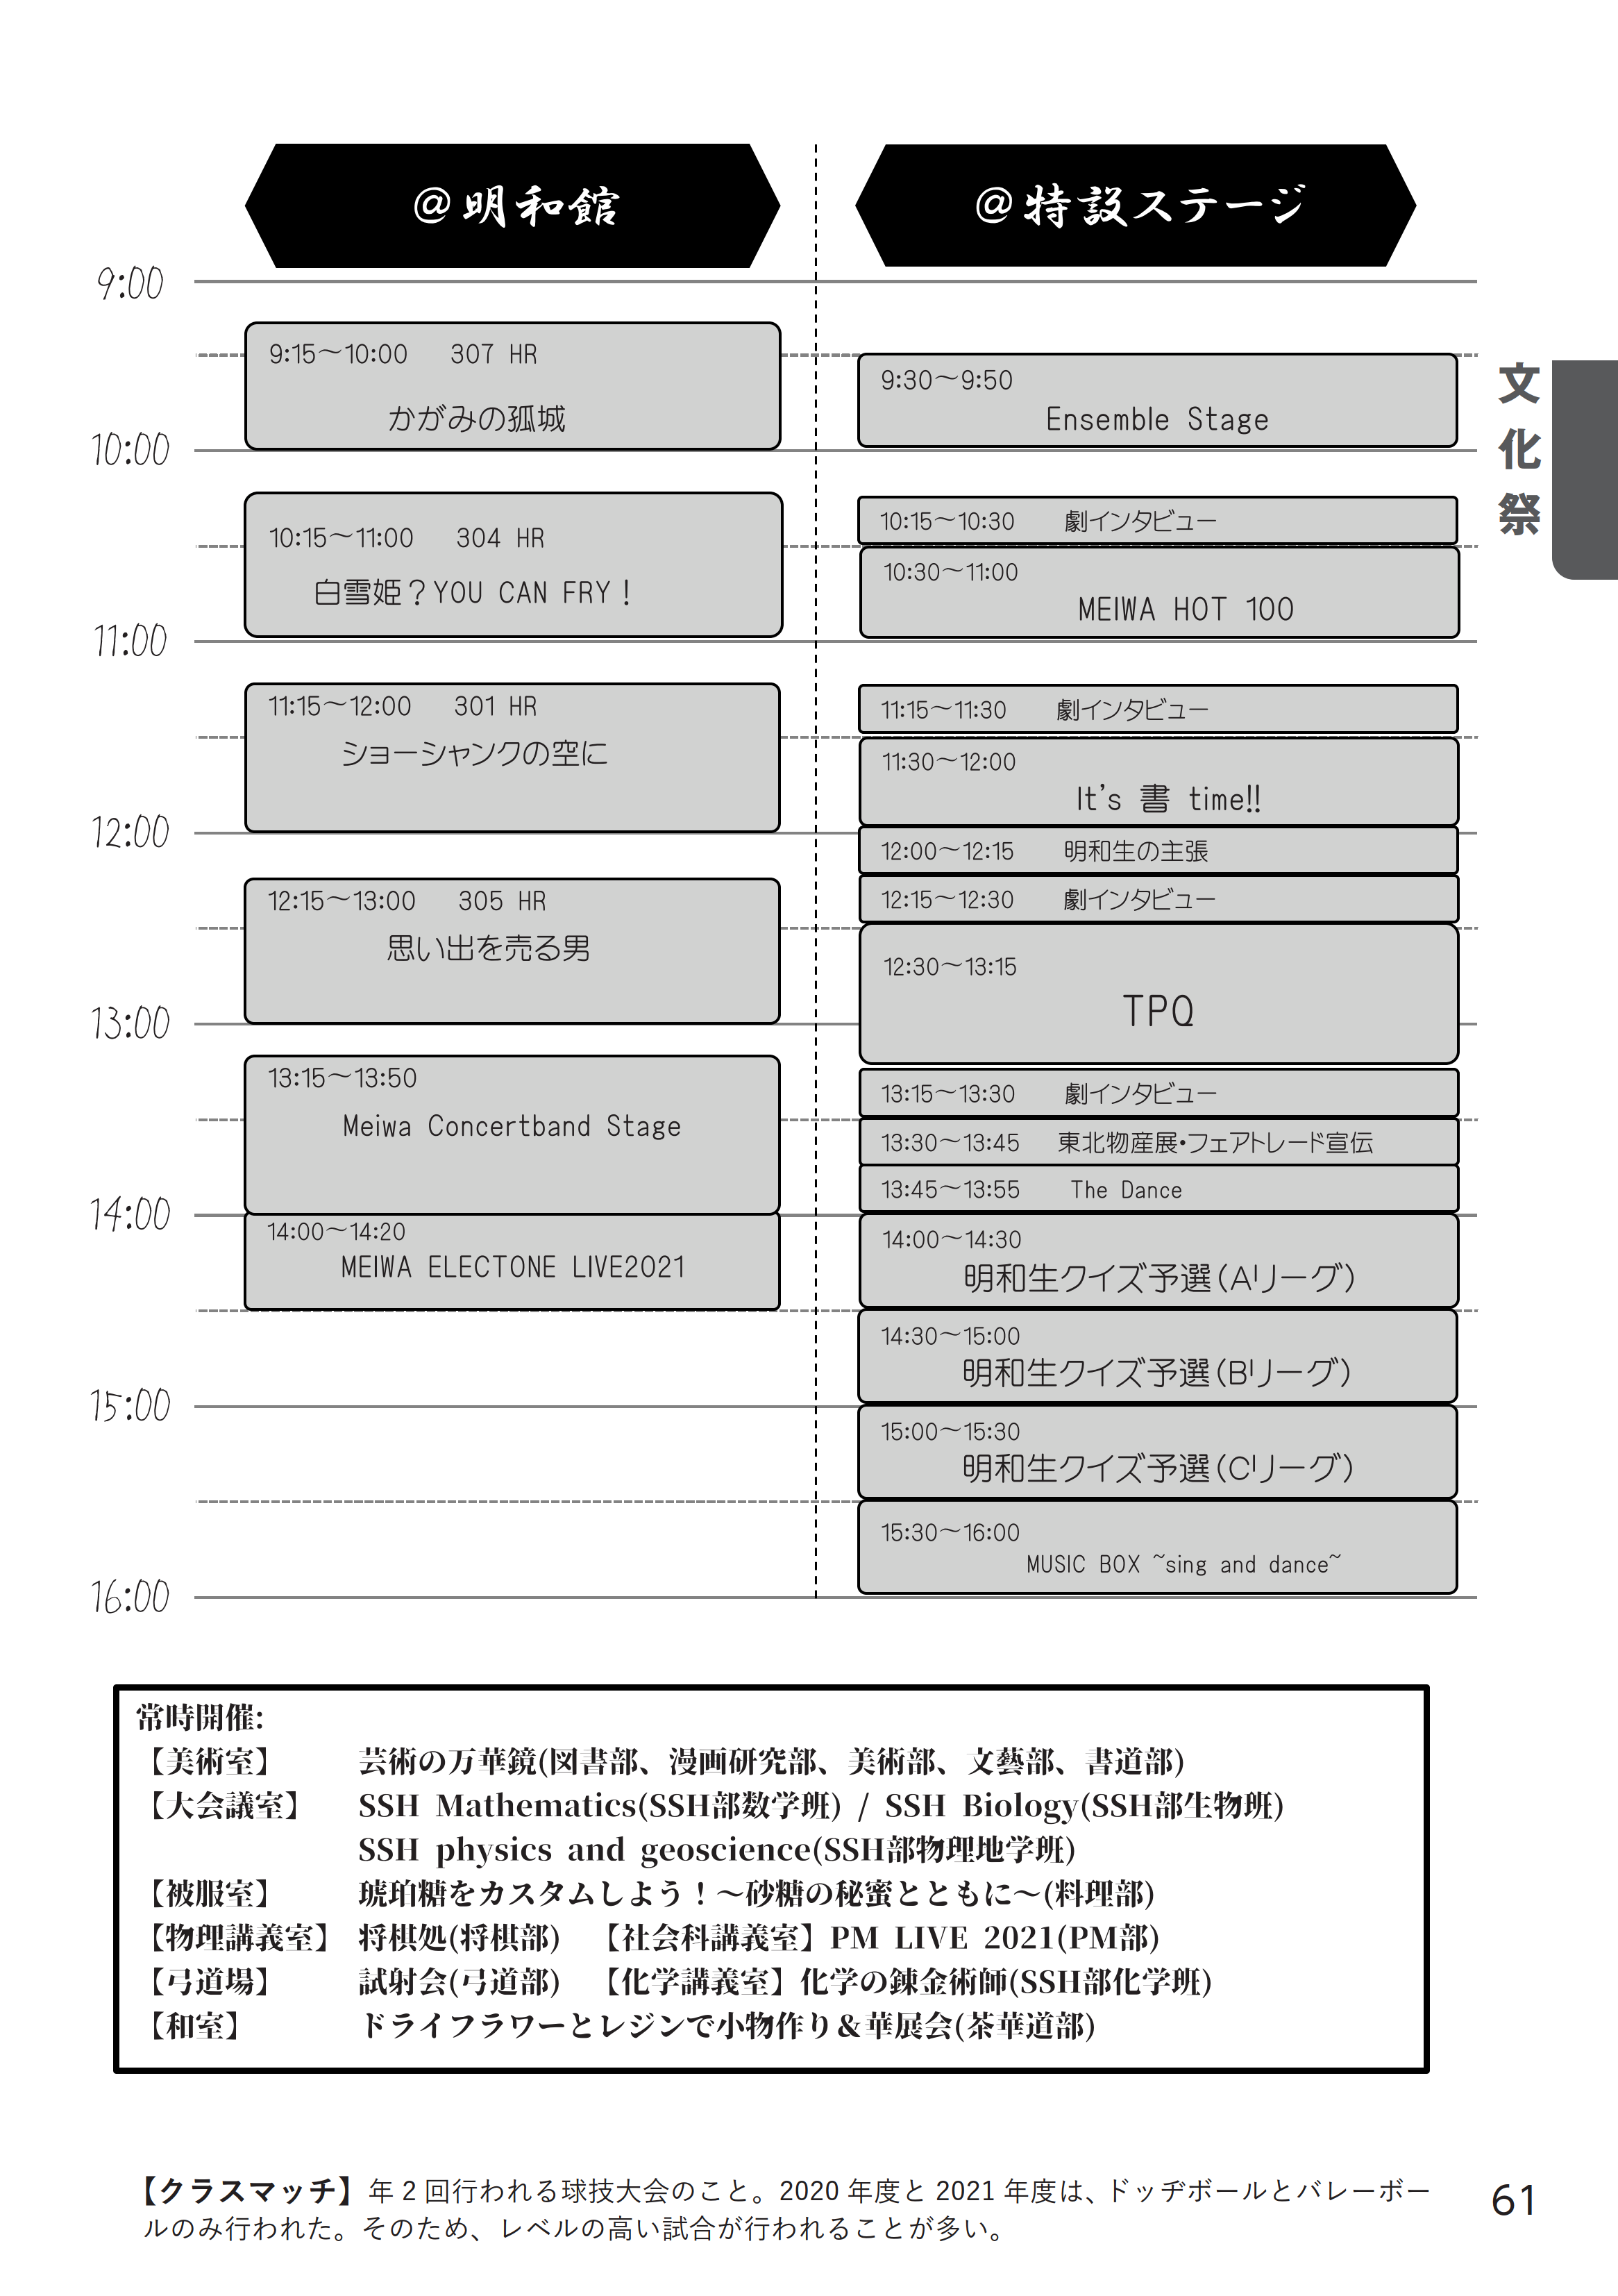 @明和館
9:00
9:15～10:00 307 HR
かがみの孤城
10:00
10:15～11:00 304 HR
白雪姫？YOU CAN FRY！
11:00
11:15～12:00 301 HR
ショーシャンクの空に
12:00
12:15～13:00 305 HR
思い出を売る男
13:00
13:15～13:50
Meiwa Concertband Stage
14:00
14:00～14:20
MEIWA ELECTONE LIVE2021
15:00
16:00
@特設ステージ
9:30～9:50
Ensemble Stage
10:15～10:30 劇インタビュー
10:30～11:00
MEIWA HOT 100
11:15～11:30 劇インタビュー
11:30～12:00
It's 書 time!!
12:00～12:15 明和生の主張
12:15～12:30 劇インタビュー
12:30～13:15
TPQ
13:15～13:30 劇インタビュー
13:30～13:45 東北物産展・フェアトレード宣伝
13:45～13:55 The Dance
14:00～14:30
明和生クイズ予選(Aリーグ)
14:30～15:00
明和生クイズ予選(Bリーグ)
15:00～15:30
明和生クイズ予選(Cリーグ)
15:30～16:00
MUSIC BOX ~sing and dance~
文化祭
常時開催:
【美術室】 芸術の万華鏡(図書部、漫画研究部、美術部、文藝部、書道部)
【大会議室】 SSH Mathematics(SSH部数学班) / SSH Biology(SSH部生物班)
SSH physics and geoscience(SSH部物理地学班)
【被服室】 琥珀糖をカスタムしよう！～砂糖の秘蜜とともに～(料理部)
【物理講義室】 将棋処(将棋部) 【社会科講義室】PM LIVE 2021(PM部)
【弓道場】 試射会(弓道部) 【化学講義室】化学の錬金術師(SSH部化学班)
【和室】 ドライフラワーとレジンで小物作り＆華展会(茶華道部)
【クラスマッチ】年 2 回行われる球技大会のこと。2020 年度と 2021 年度は、ドッヂボールとバレーボー
ルのみ行われた。そのため、レベルの高い試合が行われることが多い。
61